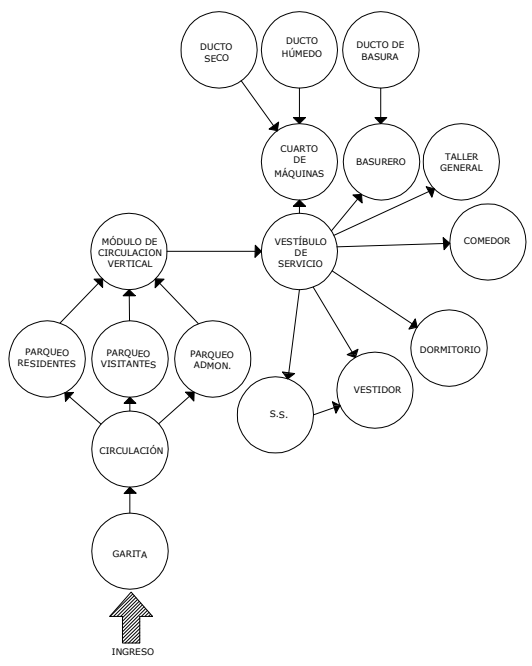 DUCTO
SECO
DUCTO
HÚMEDO
DUCTO DE
BASURA
CUARTO
DE
MÁQUINAS
BASURERO
TALLER
GENERAL
MÓDULO DE
CIRCULACION
VERTICAL
VESTÍBULO
DE
SERVICIO
COMEDOR
PARQUEO
RESIDENTES
PARQUEO
VISITANTES
PARQUEO
ADMON.
DORMITORIO
VESTIDOR
S.S.
CIRCULACIÓN
GARITA
INGRESO